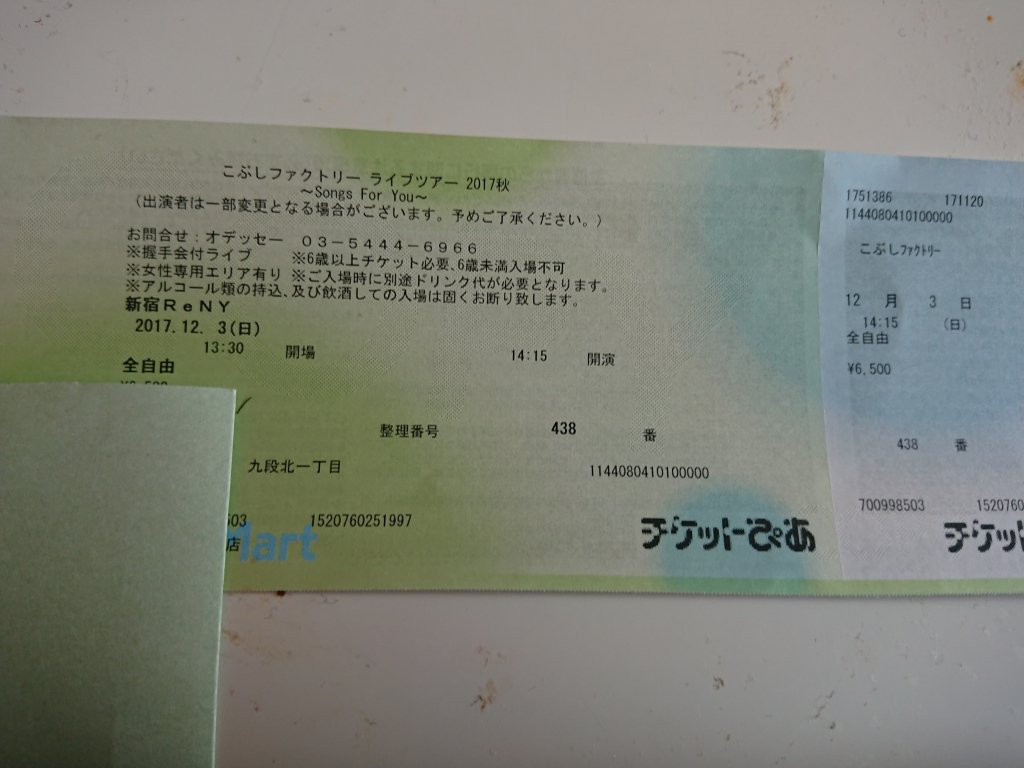 こぶしファクトリー ライブツアー 2017秋
～Songs For You～
（出演者は一部変更となる場合がございます。予めご了承ください。）
お問合せ：オデッセー ０３－５４４４－６９６６
※握手会付ライブ ※6歳以上チケット必要、6歳未満入場不可
※女性専用エリア有り ※ご入場時に別途ドリンク代が必要となります。
※アルコール類の持込、及び飲酒しての入場は固くお断り致します。
新宿ＲｅＮＹ
2017.12. 3(日)
13:30 開場 14:15 開演
全自由
整理番号 438 番
九段北一丁目 1144080410100000
503 1520760251997
店 Mart
チケットぴあ
1751386 171120
1144080410100000
こぶしファクトリー
12 月 3 日
14:15 (日)
全自由
¥6,500
438 番
700998503 1520760
チケット